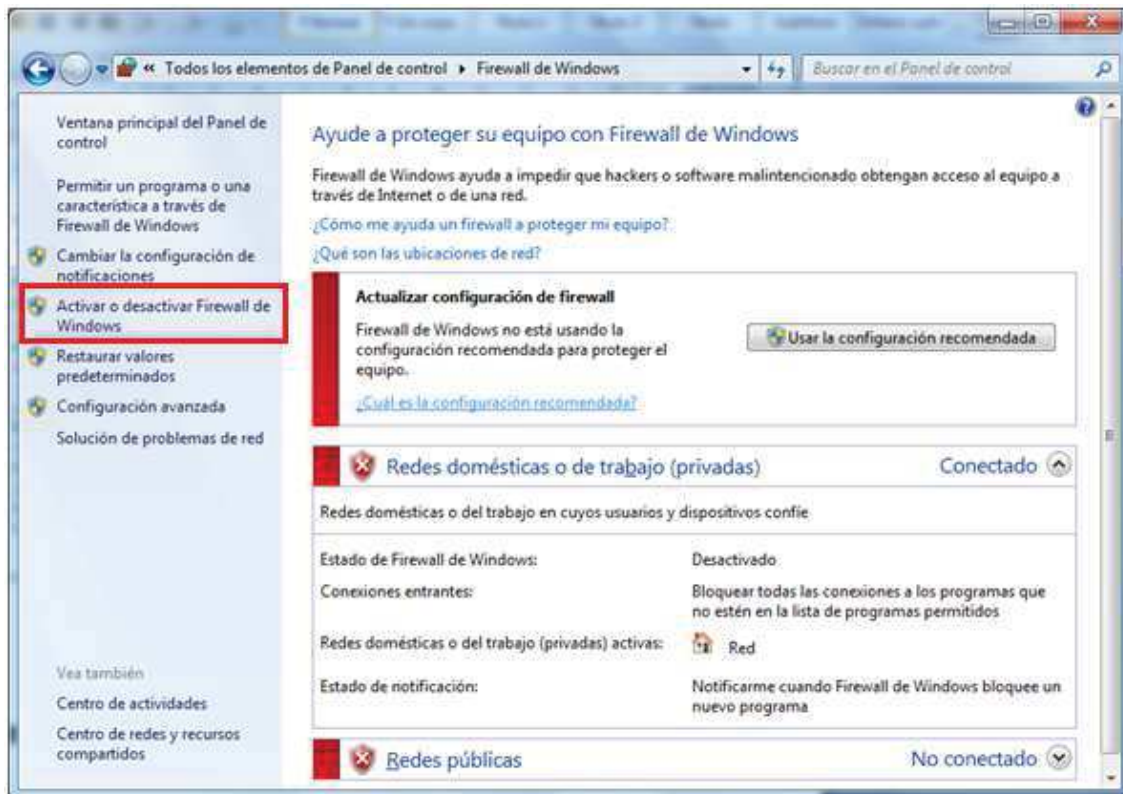 « Todos los elementos de Panel de control ▸ Firewall de Windows
Buscar en el Panel de control
Ventana principal del Panel de
control
Permitir un programa o una
característica a través de
Firewall de Windows
Cambiar la configuración de
notificaciones
Activar o desactivar Firewall de
Windows
Restaurar valores
predeterminados
Configuración avanzada
Solución de problemas de red
Vea también
Centro de actividades
Centro de redes y recursos
compartidos
Ayude a proteger su equipo con Firewall de Windows
Firewall de Windows ayuda a impedir que hackers o software malintencionado obtengan acceso al equipo a
través de Internet o de una red.
¿Cómo me ayuda un firewall a proteger mi equipo?
¿Qué son las ubicaciones de red?
Actualizar configuración de firewall
Firewall de Windows no está usando la
configuración recomendada para proteger el
equipo.
Usar la configuración recomendada
¿Cuál es la configuración recomendada?
Redes domésticas o de trabajo (privadas) Conectado
Redes domésticas o del trabajo en cuyos usuarios y dispositivos confíe
Estado de Firewall de Windows: Desactivado
Conexiones entrantes: Bloquear todas las conexiones a los programas que
no estén en la lista de programas permitidos
Redes domésticas o del trabajo (privadas) activas: Red
Estado de notificación: Notificarme cuando Firewall de Windows bloquee un
nuevo programa
Redes públicas No conectado